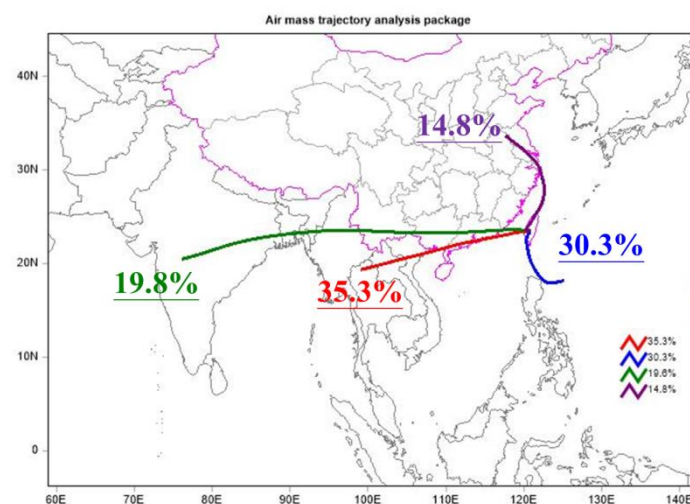 Air mass trajectory analysis package
40N
30N
20N
10N
0
14.8%
30.3%
19.8%
35.3%
35.3%
30.3%
19.6%
14.8%
60E 70E 80E 90E 100E 110E 120E 130E 140E